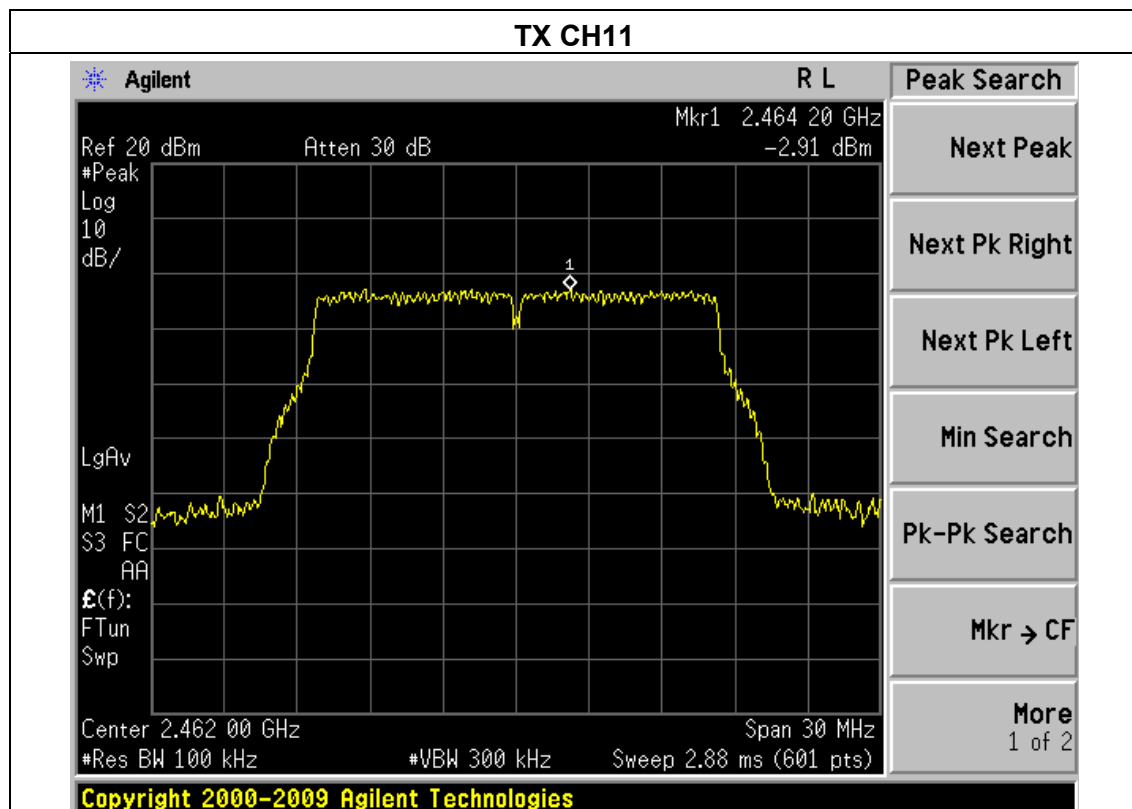 TX CH11
Agilent R L Peak Search
Mkr1 2.464 20 GHz
Ref 20 dBm Atten 30 dB -2.91 dBm
#Peak
Log
10
dB/
1
LgAv
M1 S2
S3 FC
AA
£(f):
FTun
Swp
Center 2.462 00 GHz Span 30 MHz
#Res BW 100 kHz #VBW 300 kHz Sweep 2.88 ms (601 pts)
Copyright 2000-2009 Agilent Technologies
Next Peak
Next Pk Right
Next Pk Left
Min Search
Pk-Pk Search
Mkr → CF
More
1 of 2